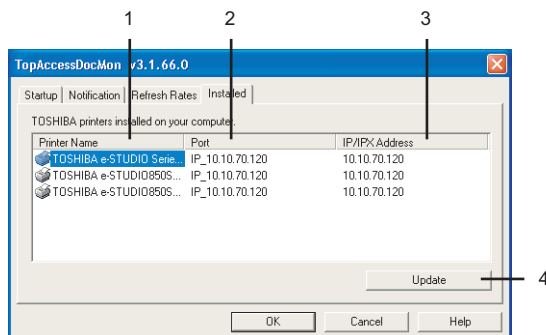 1 2 3
TopAccessDocMon v3.1.66.0
Startup Notification Refresh Rates Installed
TOSHIBA printers installed on your computer.
Printer Name Port IP/IPX Address
TOSHIBA e-STUDIO Serie... IP_10.10.70.120 10.10.70.120
TOSHIBA e-STUDIO850S... IP_10.10.70.120 10.10.70.120
TOSHIBA e-STUDIO850S... IP_10.10.70.120 10.10.70.120
Update 4
OK Cancel Help